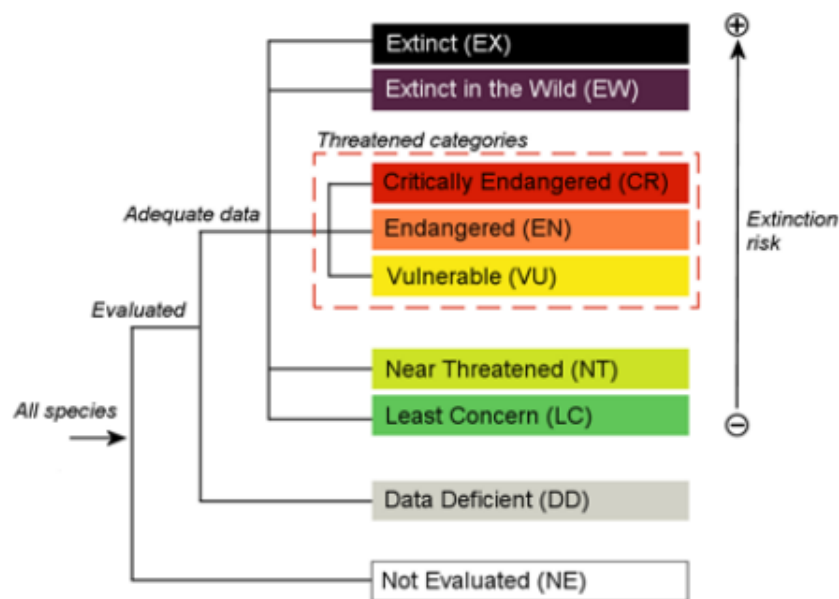 Extinct (EX)
Extinct in the Wild (EW)
Threatened categories
Critically Endangered (CR)
Adequate data
Endangered (EN)
Extinction
risk
Vulnerable (VU)
Evaluated
Near Threatened (NT)
All species
Least Concern (LC)
Data Deficient (DD)
Not Evaluated (NE)